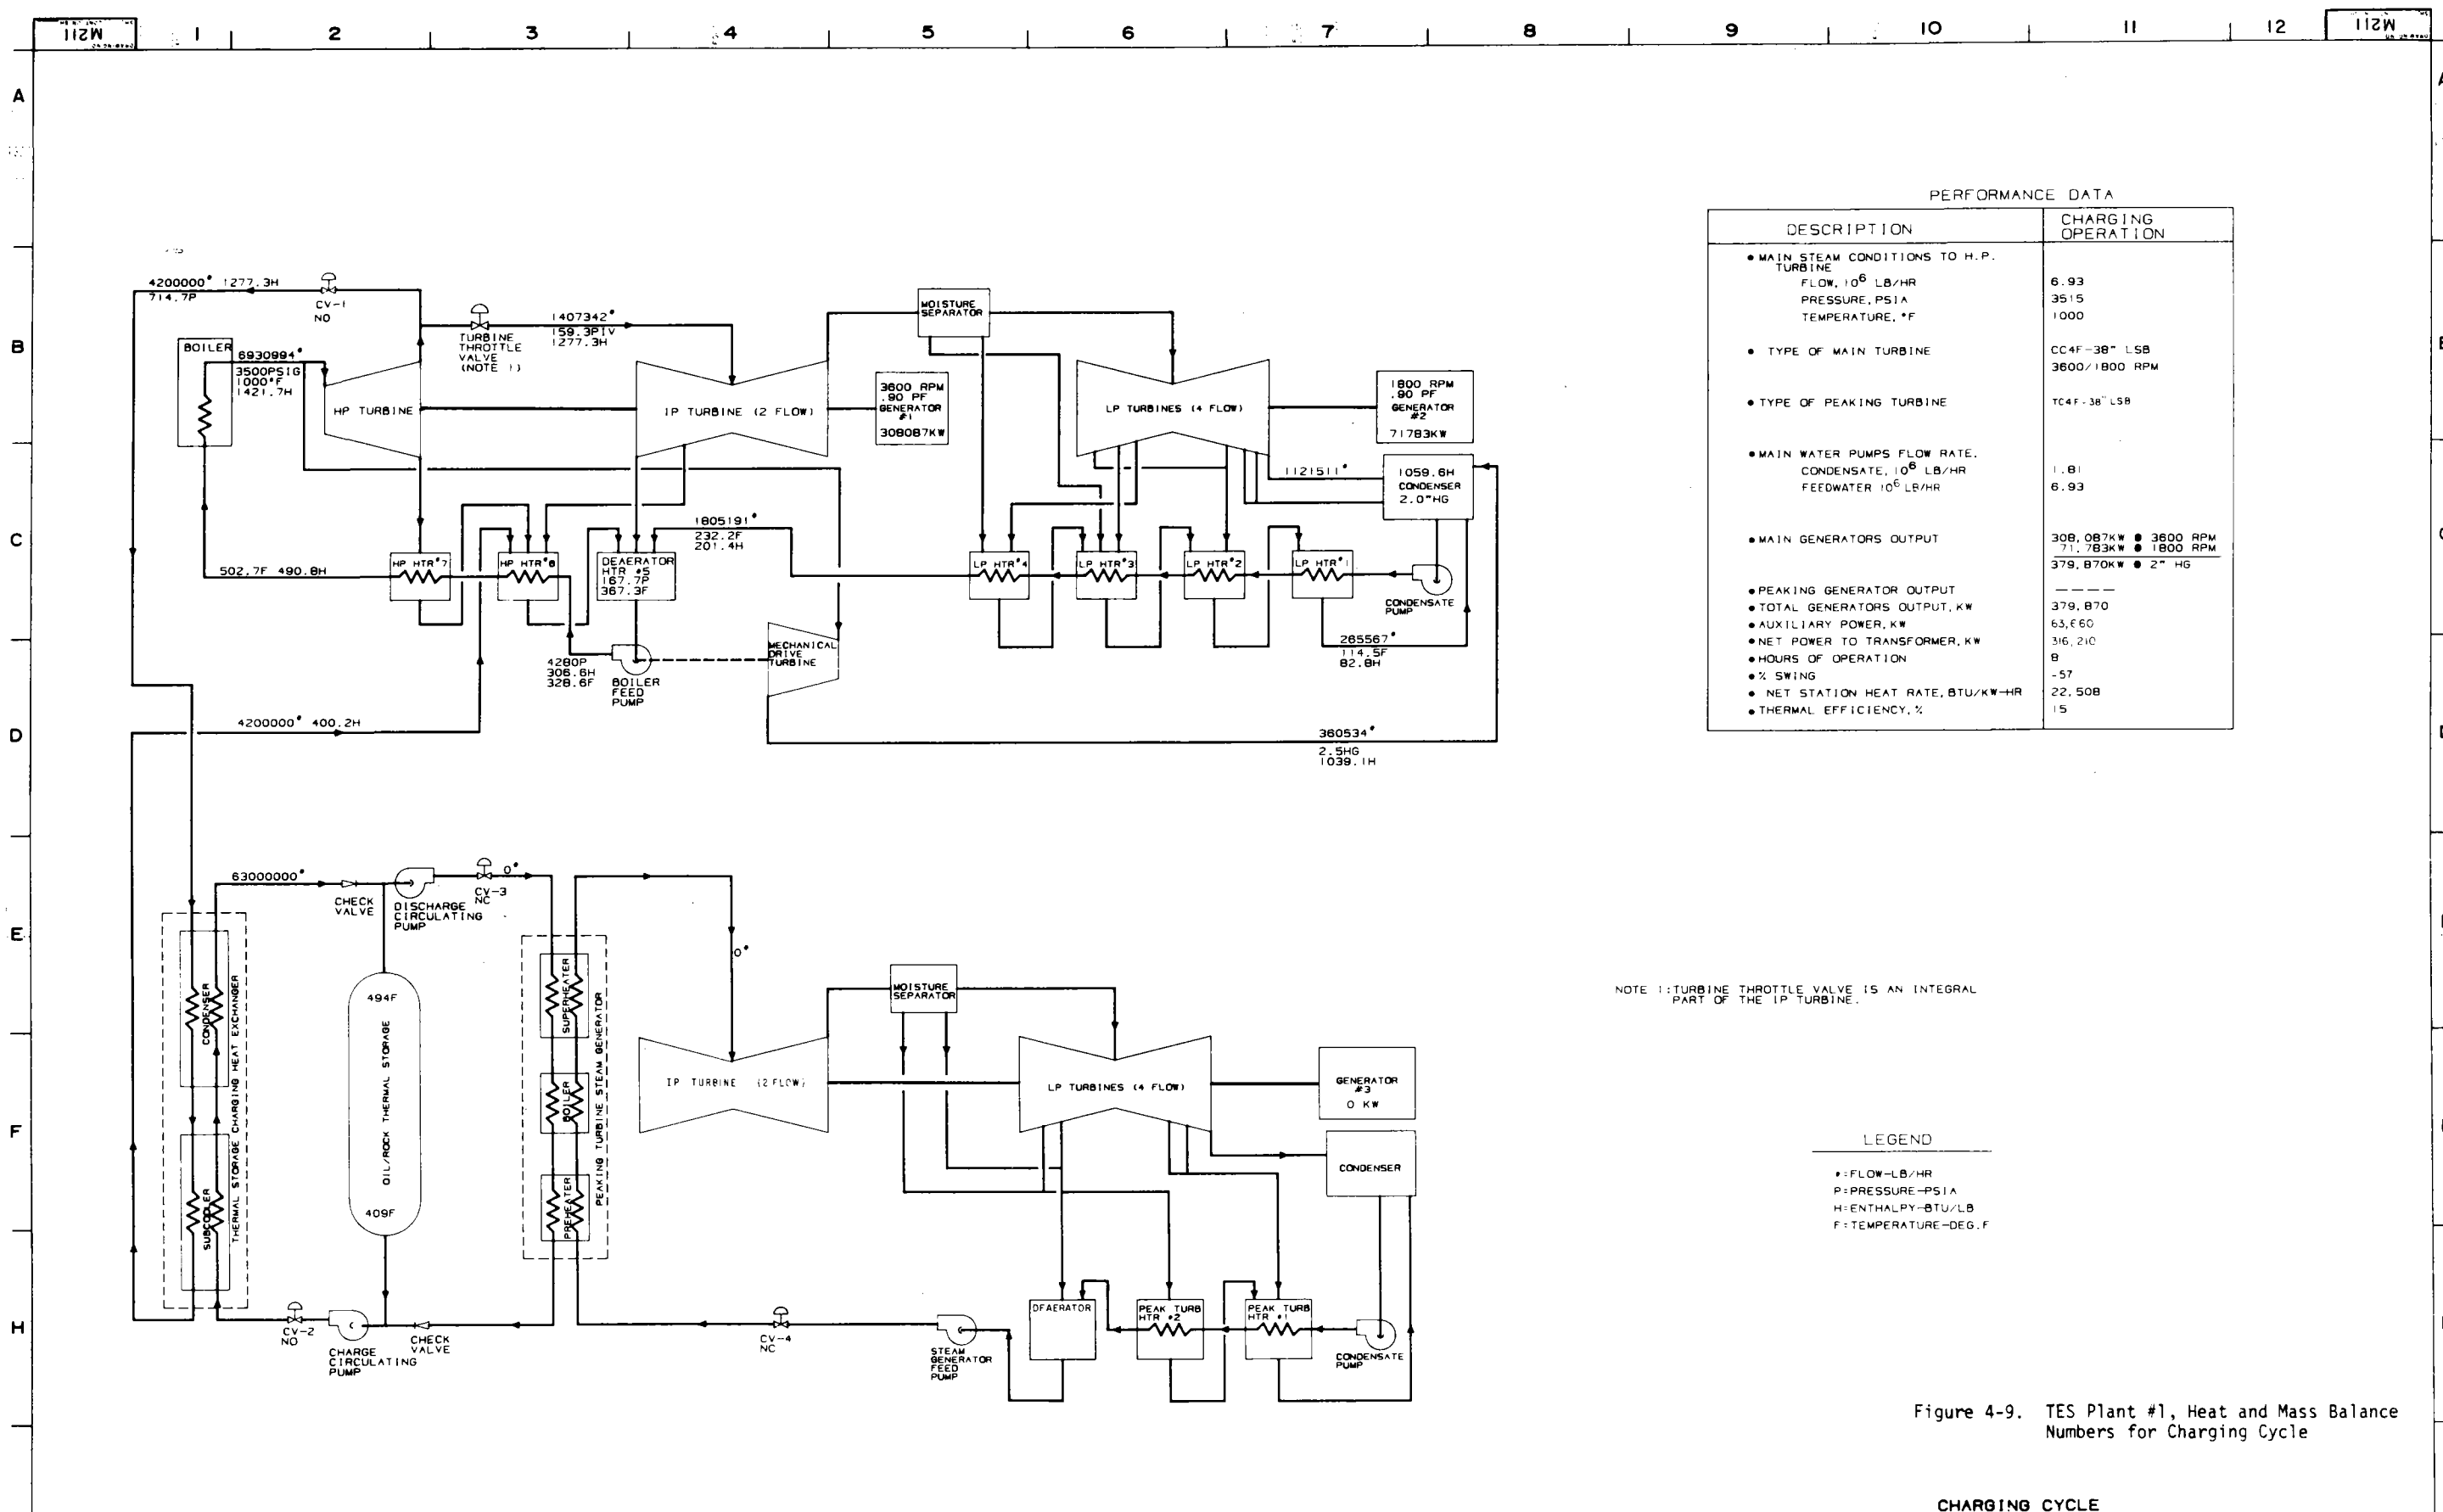 M211
1 2 3 4 5 6 7 8 9 10 11 12
M211
A
B
C
D
E
F
H
4200000# 1277.3H
714.7P
CV-1
NO
TURBINE
THROTTLE
VALVE
(NOTE 1)
1407342#
159.3PIV
1277.3H
BOILER
6930994#
3500PSIG
1000°F
1421.7H
HP TURBINE
IP TURBINE (2 FLOW)
3600 RPM
.90 PF
GENERATOR
#1
308087KW
MOISTURE
SEPARATOR
LP TURBINES (4 FLOW)
1800 RPM
.90 PF
GENERATOR
#2
71783KW
1121511#
1059.6H
CONDENSER
2.0"HG
502.7F 490.8H
HP HTR#7
HP HTR#6
DEAERATOR
HTR #5
167.7P
367.3F
1805191#
232.2F
201.4H
LP HTR#4
LP HTR#3
LP HTR#2
LP HTR#1
CONDENSATE
PUMP
4280P
306.6H
328.6F
BOILER
FEED
PUMP
MECHANICAL
DRIVE
TURBINE
265567#
114.5F
82.8H
4200000# 400.2H
360534#
2.5HG
1039.1H
PERFORMANCE DATA
DESCRIPTION
CHARGING
OPERATION
• MAIN STEAM CONDITIONS TO H.P.
TURBINE
FLOW, 10⁶ LB/HR 6.93
PRESSURE, PSIA 3515
TEMPERATURE, °F 1000
• TYPE OF MAIN TURBINE CC4F-38" LSB
3600/1800 RPM
• TYPE OF PEAKING TURBINE TC4F-38" LSB
• MAIN WATER PUMPS FLOW RATE.
CONDENSATE, 10⁶ LB/HR 1.81
FEEDWATER 10⁶ LB/HR 6.93
• MAIN GENERATORS OUTPUT 308,087KW @ 3600 RPM
71,783KW @ 1800 RPM
379,870KW @ 2" HG
• PEAKING GENERATOR OUTPUT ----
• TOTAL GENERATORS OUTPUT, KW 379,870
• AUXILIARY POWER, KW 63,660
• NET POWER TO TRANSFORMER, KW 316,210
• HOURS OF OPERATION 8
• % SWING -57
• NET STATION HEAT RATE, BTU/KW-HR 22,508
• THERMAL EFFICIENCY, % 15
63000000#
CHECK
VALVE
DISCHARGE
CIRCULATING
PUMP
CV-3
NC
0#
0#
CONDENSER
SUBCOOLER
THERMAL STORAGE CHARGING HEAT EXCHANGER
494F
OIL/ROCK THERMAL STORAGE
409F
SUPERHEATER
BOILER
PREHEATER
PEAKING TURBINE STEAM GENERATOR
CV-2
NO
CHARGE
CIRCULATING
PUMP
CHECK
VALVE
CV-4
NC
IP TURBINE (2 FLOW)
MOISTURE
SEPARATOR
LP TURBINES (4 FLOW)
GENERATOR
#3
0 KW
CONDENSER
STEAM
GENERATOR
FEED
PUMP
DEAERATOR
PEAK TURB
HTR #2
PEAK TURB
HTR #1
CONDENSATE
PUMP
NOTE 1:TURBINE THROTTLE VALVE IS AN INTEGRAL
PART OF THE IP TURBINE.
LEGEND
#:FLOW-LB/HR
P:PRESSURE-PSIA
H:ENTHALPY-BTU/LB
F:TEMPERATURE-DEG.F
Figure 4-9. TES Plant #1, Heat and Mass Balance
Numbers for Charging Cycle
CHARGING CYCLE